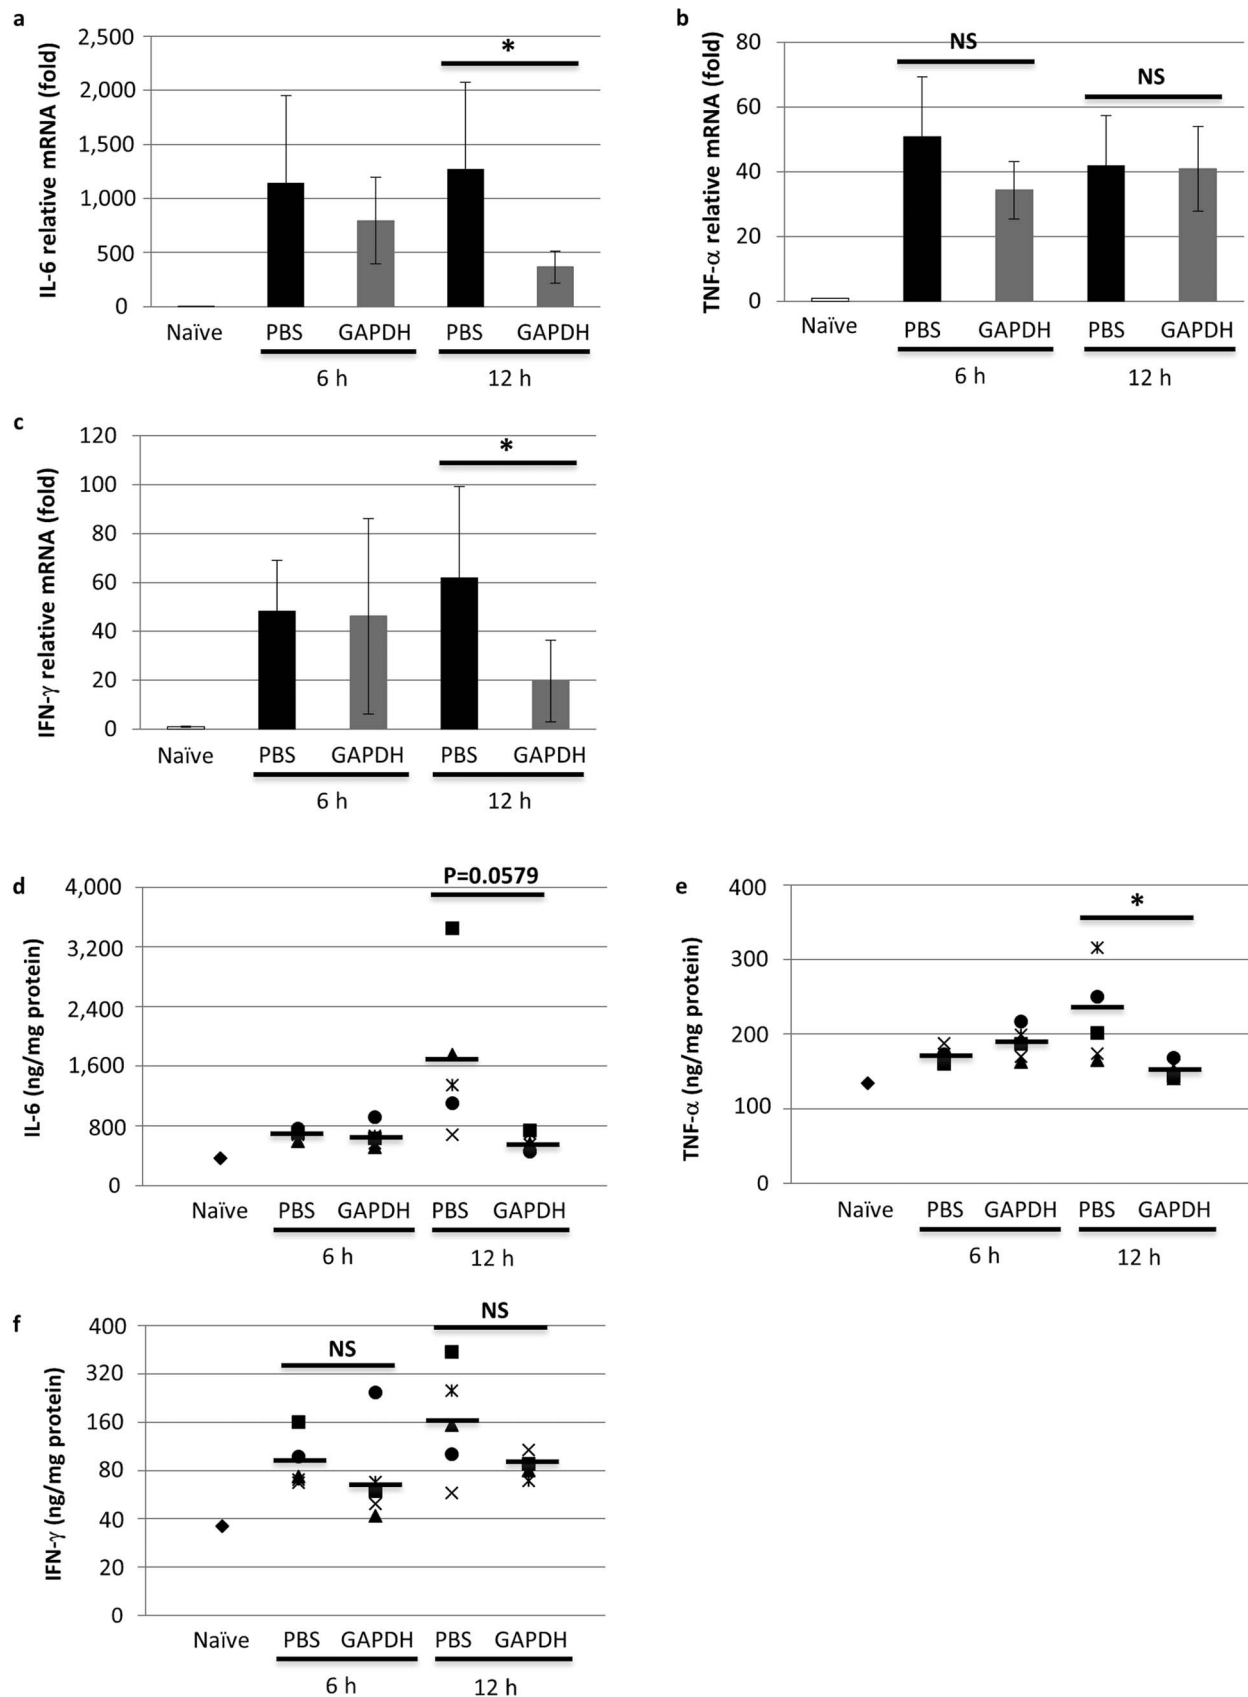 a
IL-6 relative mRNA (fold)
2,500
2,000
1,500
1,000
500
0
*
Naïve PBS GAPDH PBS GAPDH
6 h 12 h
b
TNF-α relative mRNA (fold)
80
60
40
20
0
NS
NS
Naïve PBS GAPDH PBS GAPDH
6 h 12 h
c
IFN-γ relative mRNA (fold)
120
100
80
60
40
20
0
*
Naïve PBS GAPDH PBS GAPDH
6 h 12 h
d
IL-6 (ng/mg protein)
4,000
3,200
2,400
1,600
800
0
P=0.0579
Naïve PBS GAPDH PBS GAPDH
6 h 12 h
e
TNF-α (ng/mg protein)
400
300
200
100
0
*
Naïve PBS GAPDH PBS GAPDH
6 h 12 h
f
IFN-γ (ng/mg protein)
400
320
160
80
40
20
0
NS
NS
Naïve PBS GAPDH PBS GAPDH
6 h 12 h